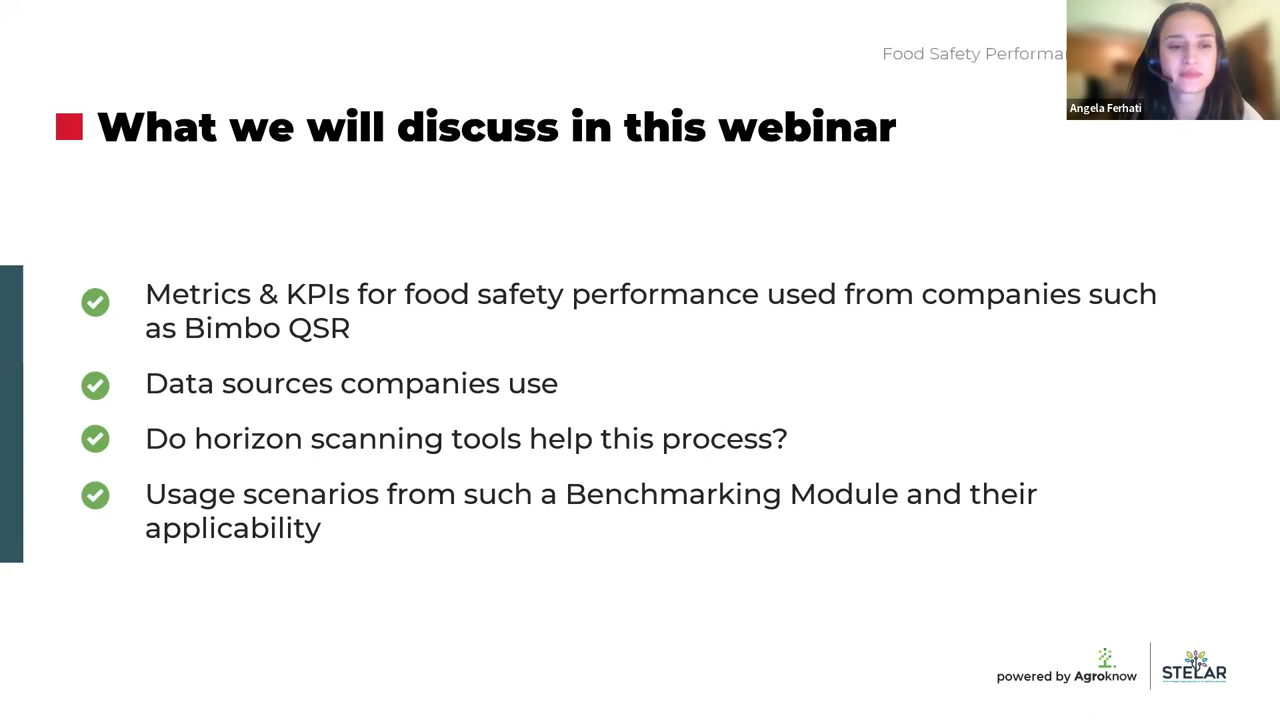 Food Safety Performa
Angela Ferhati
What we will discuss in this webinar
Metrics & KPIs for food safety performance used from companies such
as Bimbo QSR
Data sources companies use
Do horizon scanning tools help this process?
Usage scenarios from such a Benchmarking Module and their
applicability
powered by Agroknow
STELAR